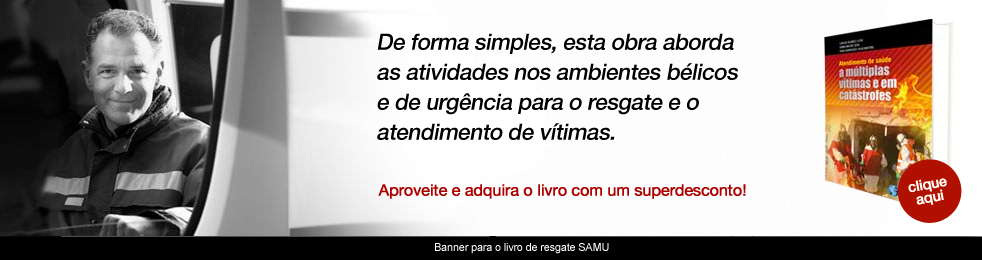 De forma simples, esta obra aborda
as atividades nos ambientes bélicos
e de urgência para o resgate e o
atendimento de vítimas.
Aproveite e adquira o livro com um superdesconto!
Atendimento de saúde
a múltiplas
vítimas e em
catástrofes
clique
aqui
Banner para o livro de resgate SAMU